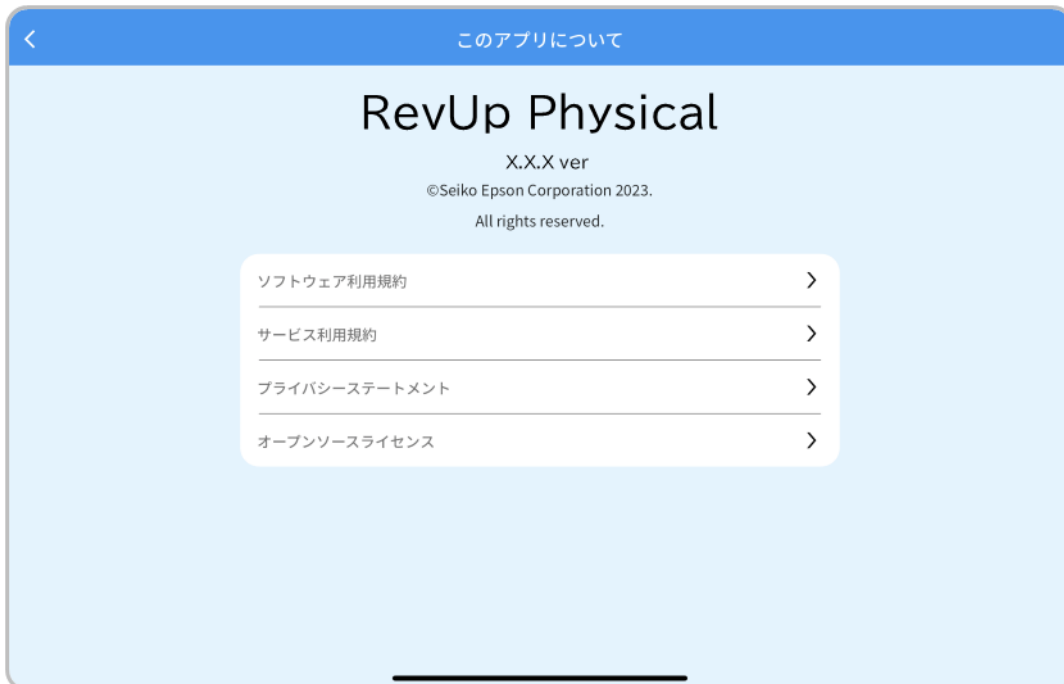 このアプリについて
RevUp Physical
X.X.X ver
©Seiko Epson Corporation 2023.
All rights reserved.
ソフトウェア利用規約
サービス利用規約
プライバシーステートメント
オープンソースライセンス